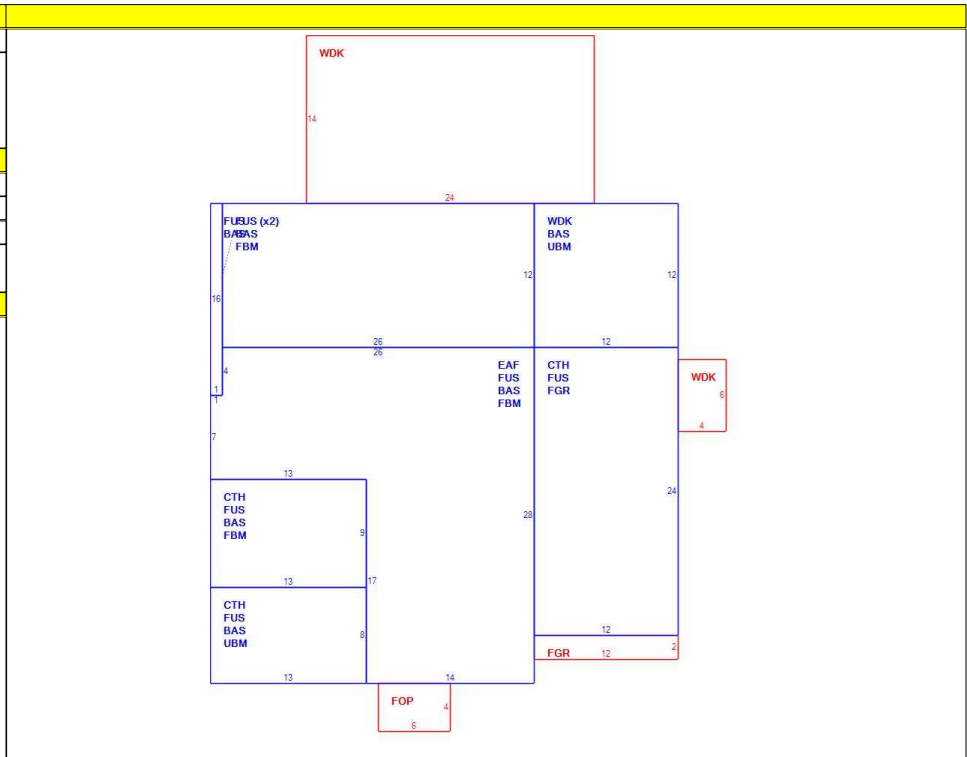 WDK
14
24
FUS
BAS
FUS (x2)
BAS
FBM
WDK
BAS
UBM
12
12
16
26
12
26
EAF
FUS
BAS
FBM
CTH
FUS
FGR
WDK
6
4
4
1
1
7
13
24
CTH
FUS
BAS
FBM
28
9
13
17
CTH
FUS
BAS
UBM
8
12
2
FGR
12
13
14
FOP
4
6